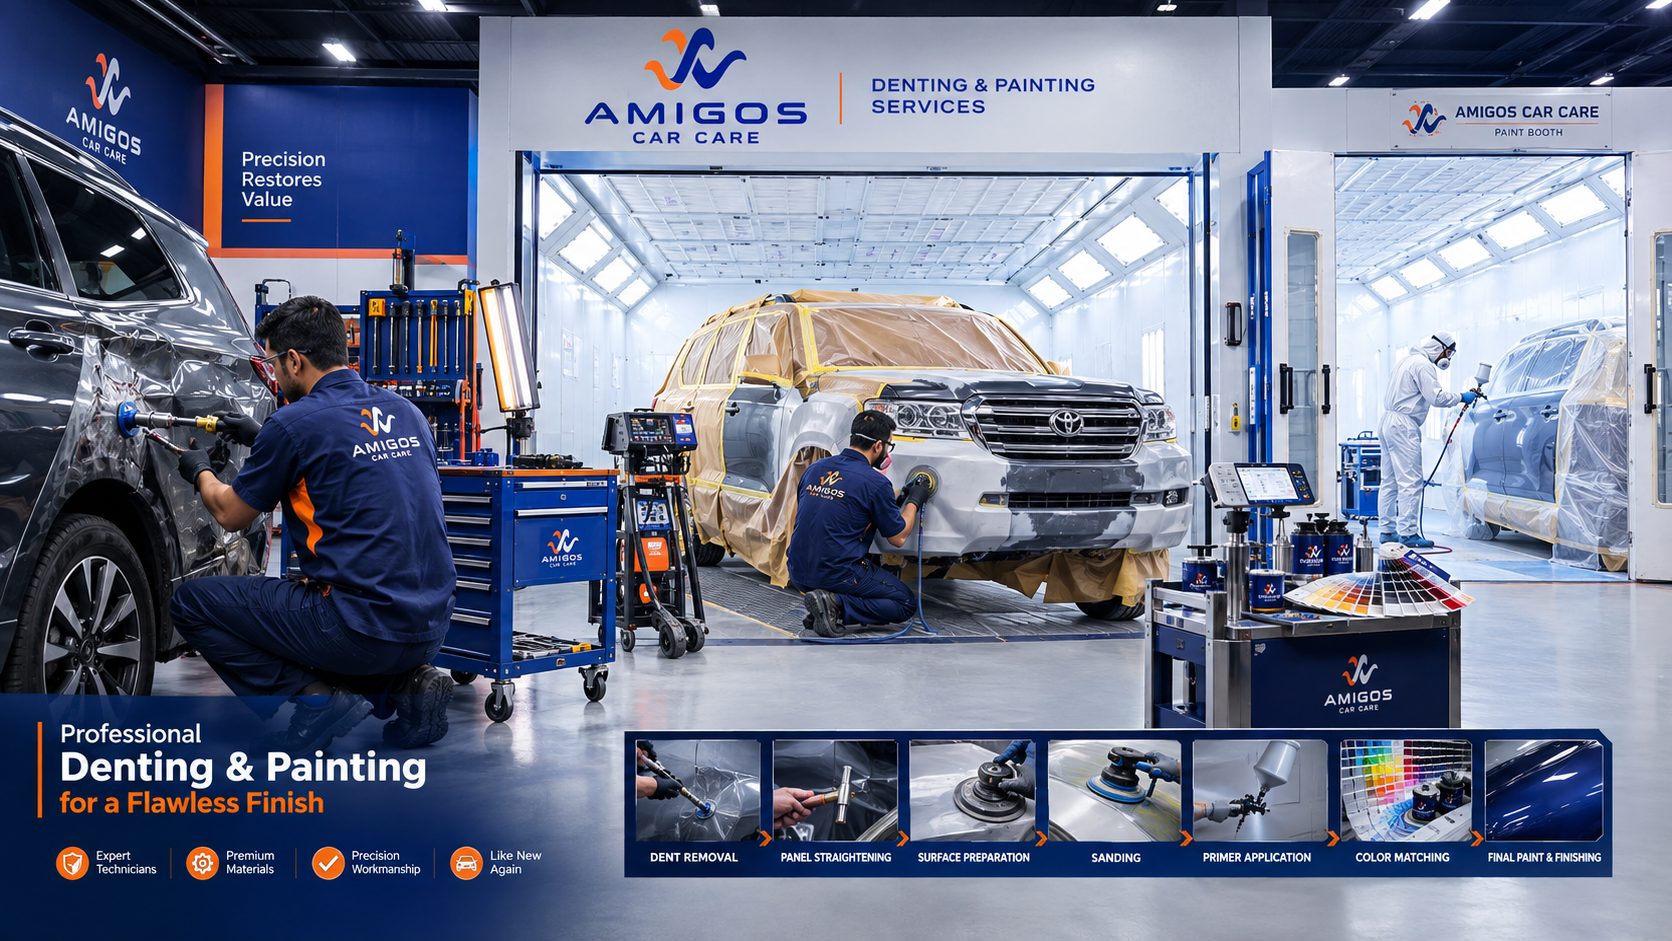 AMIGOS
CAR CARE
Precision
Restores
Value
AMIGOS
CAR CARE
DENTING & PAINTING
SERVICES
AMIGOS CAR CARE
PAINT BOOTH
AMIGOS
CAR CARE
AMIGOS
CAR CARE
AMIGOS
AMIGOS
CAR CARE
Professional
Denting & Painting
for a Flawless Finish
Expert
Technicians
Premium
Materials
Precision
Workmanship
Like New
Again
DENT REMOVAL
PANEL STRAIGHTENING
SURFACE PREPARATION
SANDING
PRIMER APPLICATION
COLOR MATCHING
FINAL PAINT & FINISHING